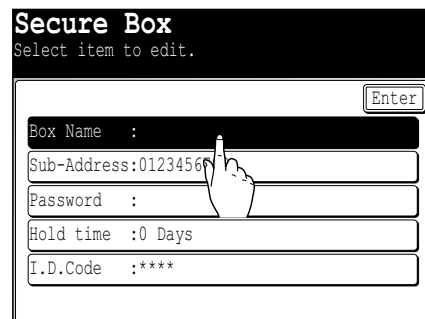 Secure Box
Select item to edit.
Enter
Box Name :
Sub-Address:0123456
Password :
Hold time :0 Days
I.D.Code :****